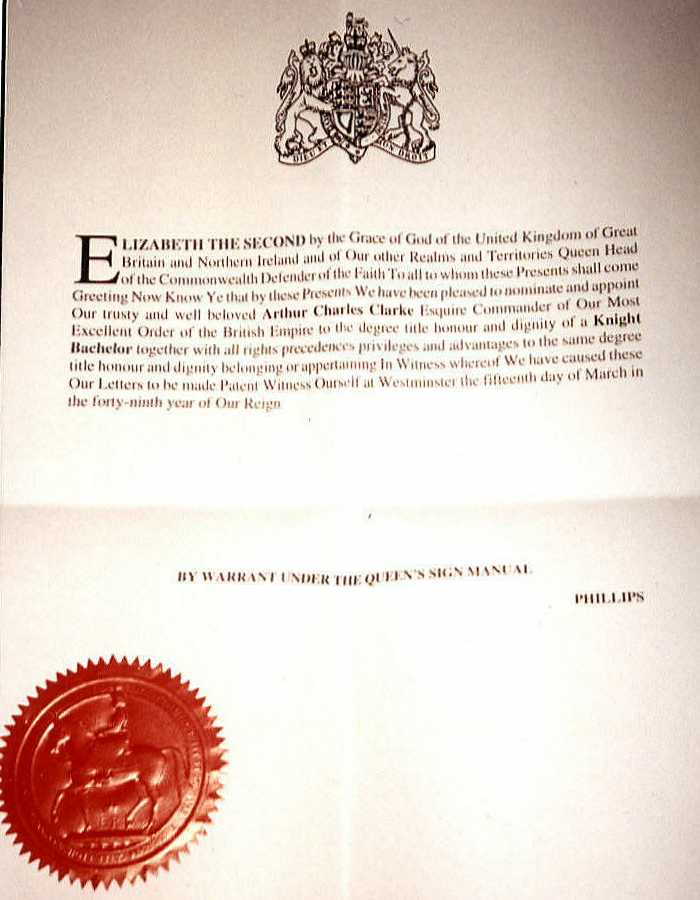 DIEU ET MON DROIT
ELIZABETH THE SECOND by the Grace of God of the United Kingdom of Great
Britain and Northern Ireland and of Our other Realms and Territories Queen Head
of the Commonwealth Defender of the Faith To all to whom these Presents shall come
Greeting Now Know Ye that by these Presents We have been pleased to nominate and appoint
Our trusty and well beloved Arthur Charles Clarke Esquire Commander of Our Most
Excellent Order of the British Empire to the degree title honour and dignity of a Knight
Bachelor together with all rights precedences privileges and advantages to the same degree
title honour and dignity belonging or appertaining In Witness whereof We have caused these
Our Letters to be made Patent Witness Ourself at Westminster the fifteenth day of March in
the forty-ninth year of Our Reign
BY WARRANT UNDER THE QUEEN'S SIGN MANUAL
PHILLIPS